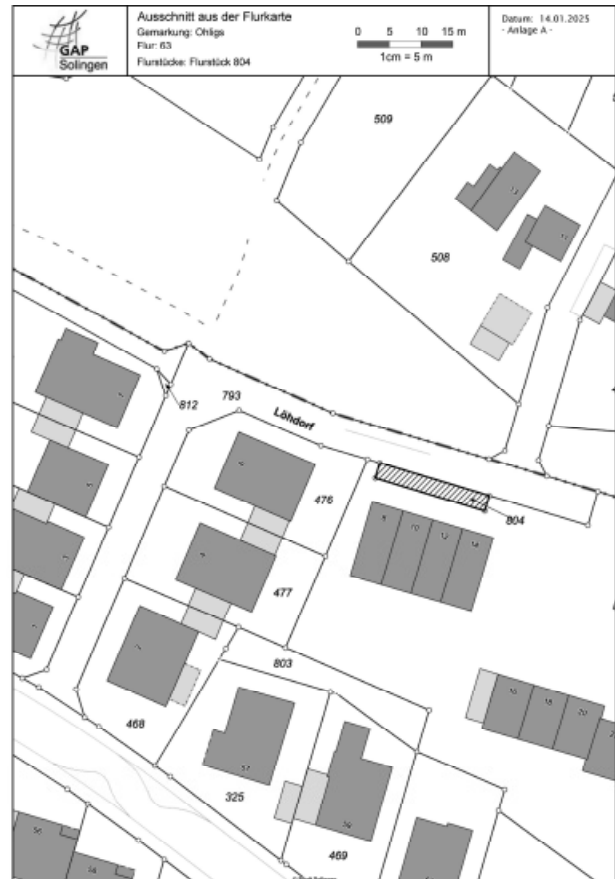 GAP
Solingen
Ausschnitt aus der Flurkarte
Gemarkung: Ohligs
Flur: 63
Flurstücke: Flurstück 804
0 5 10 15 m
1cm = 5 m
Datum: 14.01.2025
- Anlage A -
509
13
508
812
793
Löhdorf
476
804
8 10 12 14
477
803
16
18
20
468
325
469
56